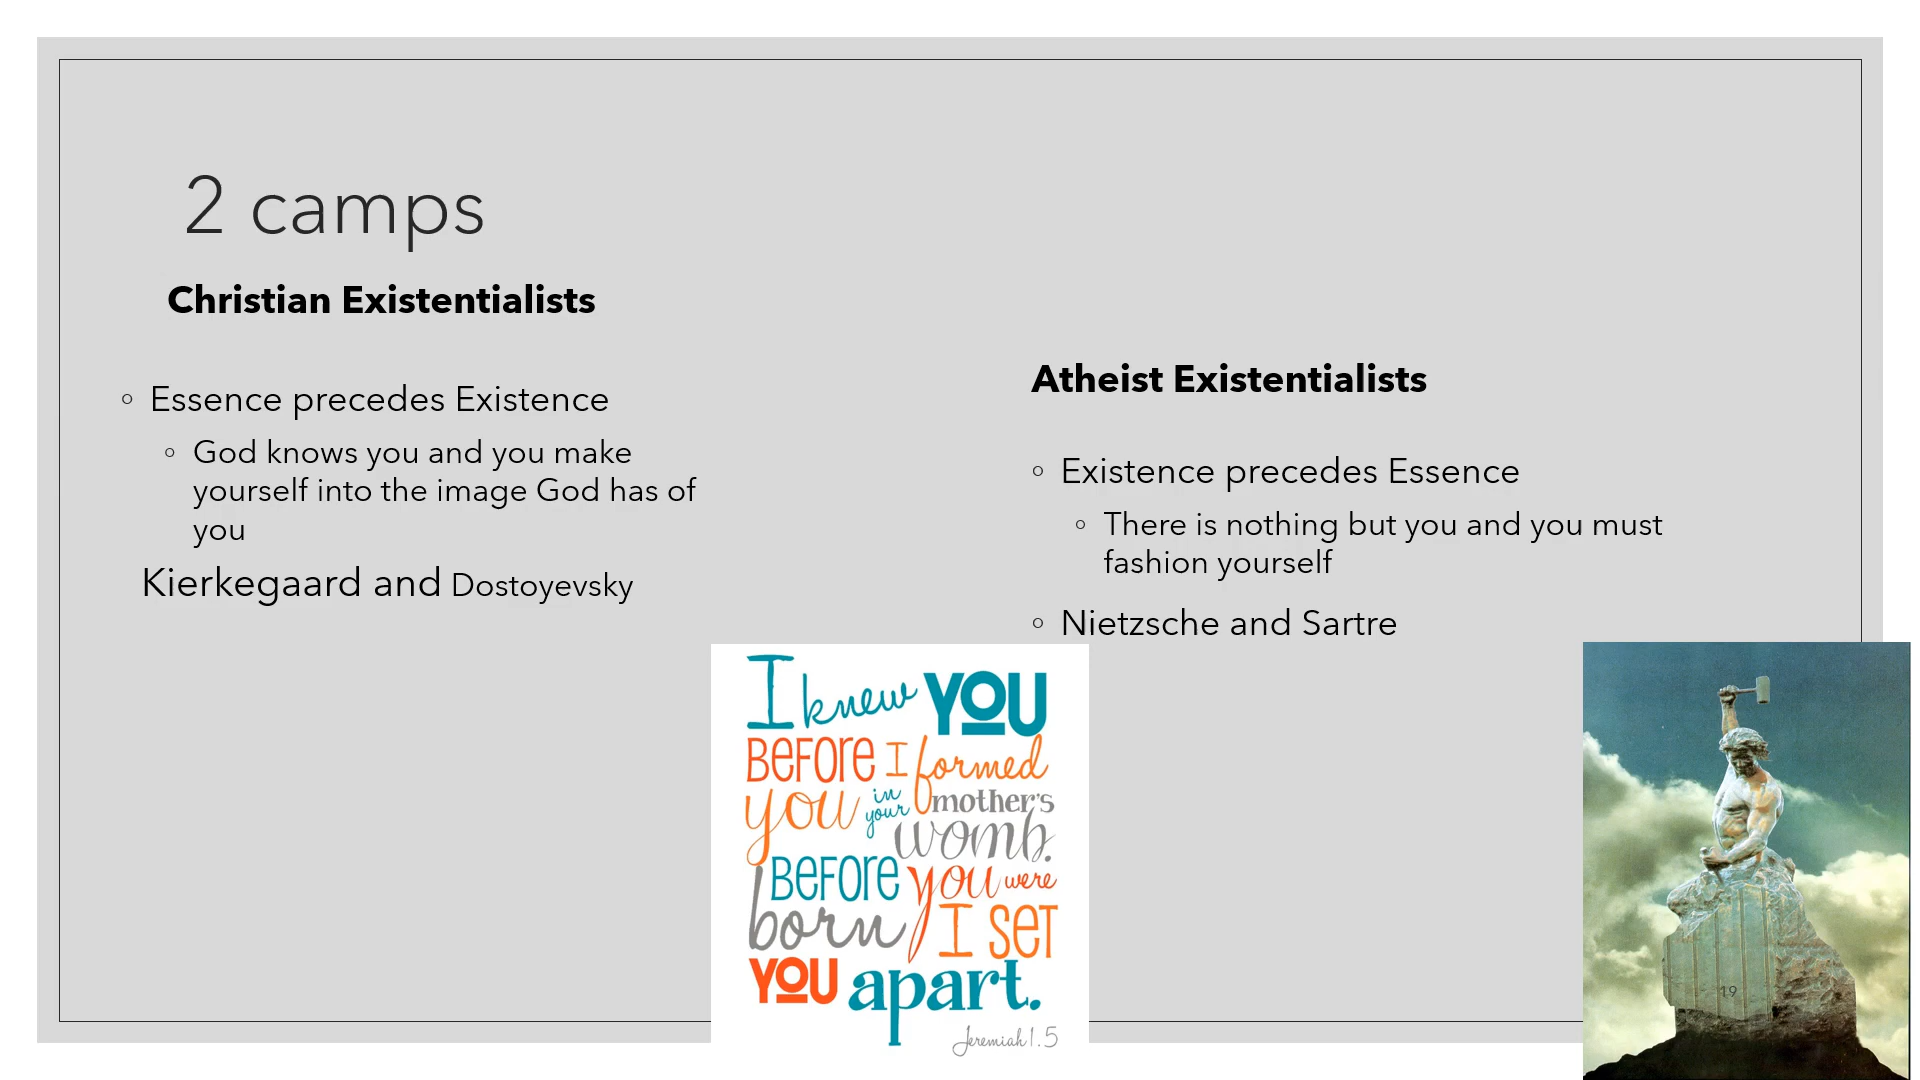 2 camps
Christian Existentialists
◦ Essence precedes Existence
◦ God knows you and you make
yourself into the image God has of
you
Kierkegaard and Dostoyevsky
Atheist Existentialists
◦ Existence precedes Essence
◦ There is nothing but you and you must
fashion yourself
◦ Nietzsche and Sartre
I knew YOU
BEFORE I formed
you in your mother's
womb.
BEFORE you were
born I SET
YOU apart.
Jeremiah 1.5
19